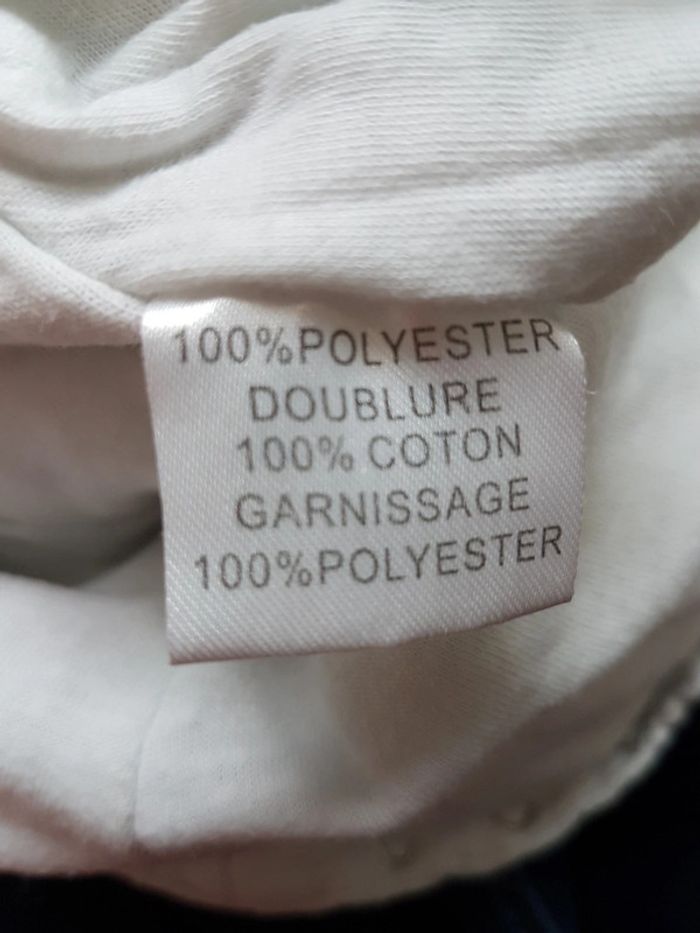 100%POLYESTER
DOUBLURE
100% COTON
GARNISSAGE
100%POLYESTER